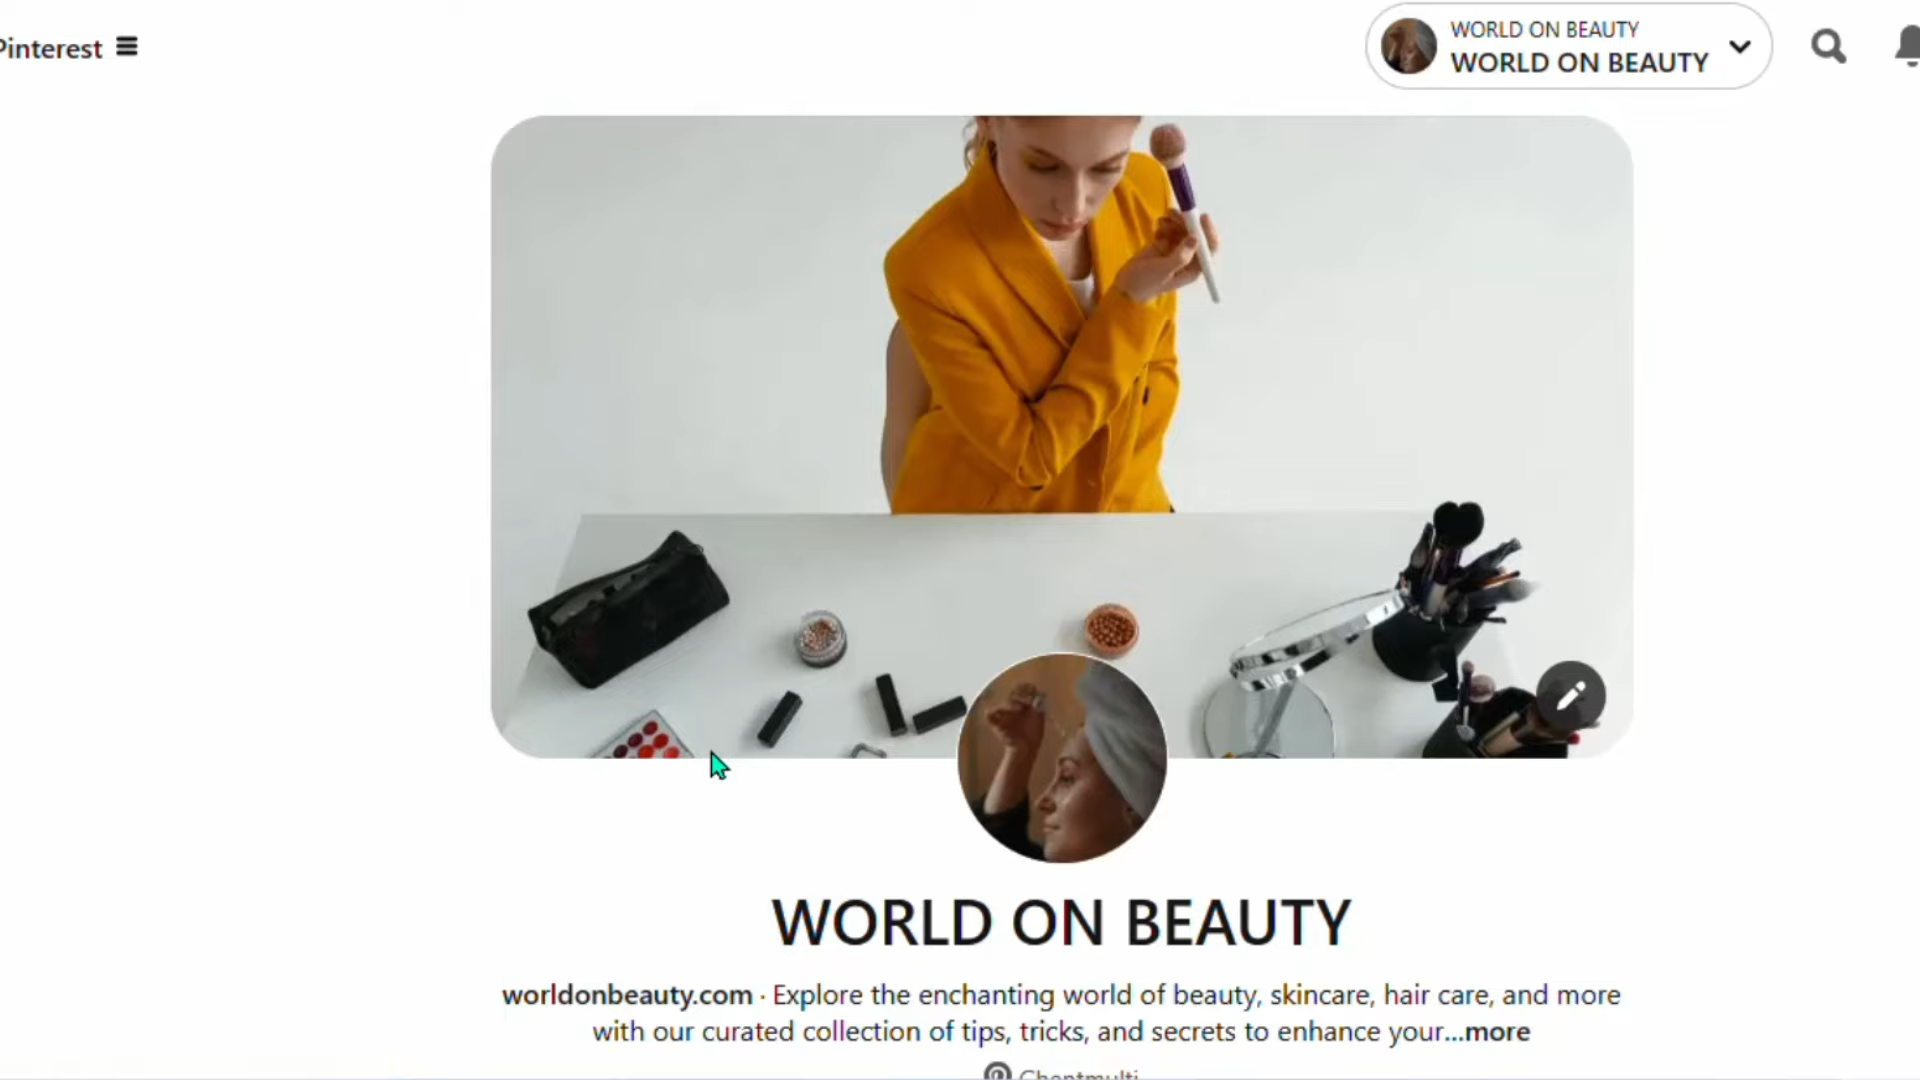 Pinterest
WORLD ON BEAUTY
WORLD ON BEAUTY
WORLD ON BEAUTY
worldonbeauty.com · Explore the enchanting world of beauty, skincare, hair care, and more
with our curated collection of tips, tricks, and secrets to enhance your...more